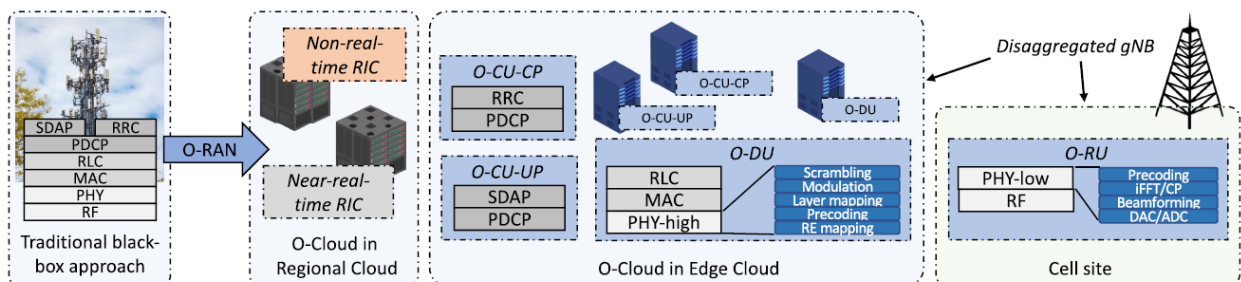 SDAP
RRC
PDCP
RLC
MAC
PHY
RF
Traditional black-
box approach
O-RAN
Non-real-
time RIC
Near-real-
time RIC
O-Cloud in
Regional Cloud
O-CU-CP
RRC
PDCP
O-CU-UP
SDAP
PDCP
O-CU-CP
O-CU-UP
O-DU
O-DU
RLC
MAC
PHY-high
Scrambling
Modulation
Layer mapping
Precoding
RE mapping
O-Cloud in Edge Cloud
Disaggregated gNB
O-RU
PHY-low
RF
Precoding
iFFT/CP
Beamforming
DAC/ADC
Cell site